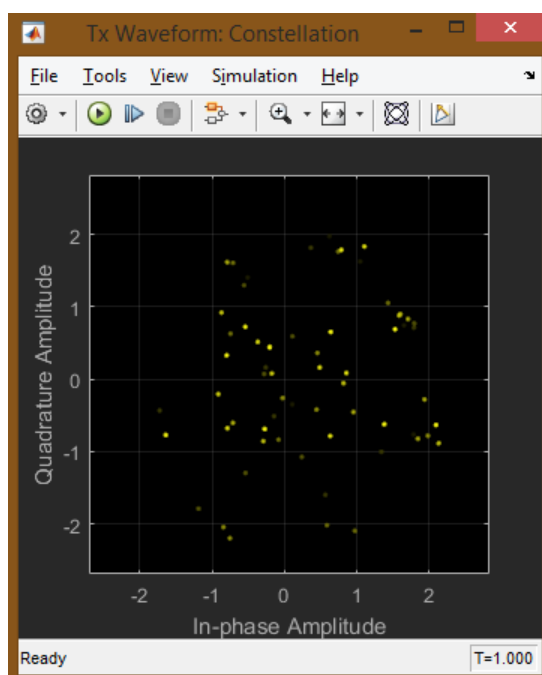 Tx Waveform: Constellation
File Tools View Simulation Help
2
1
0
-1
-2
Quadrature Amplitude
-2 -1 0 1 2
In-phase Amplitude
Ready T=1.000